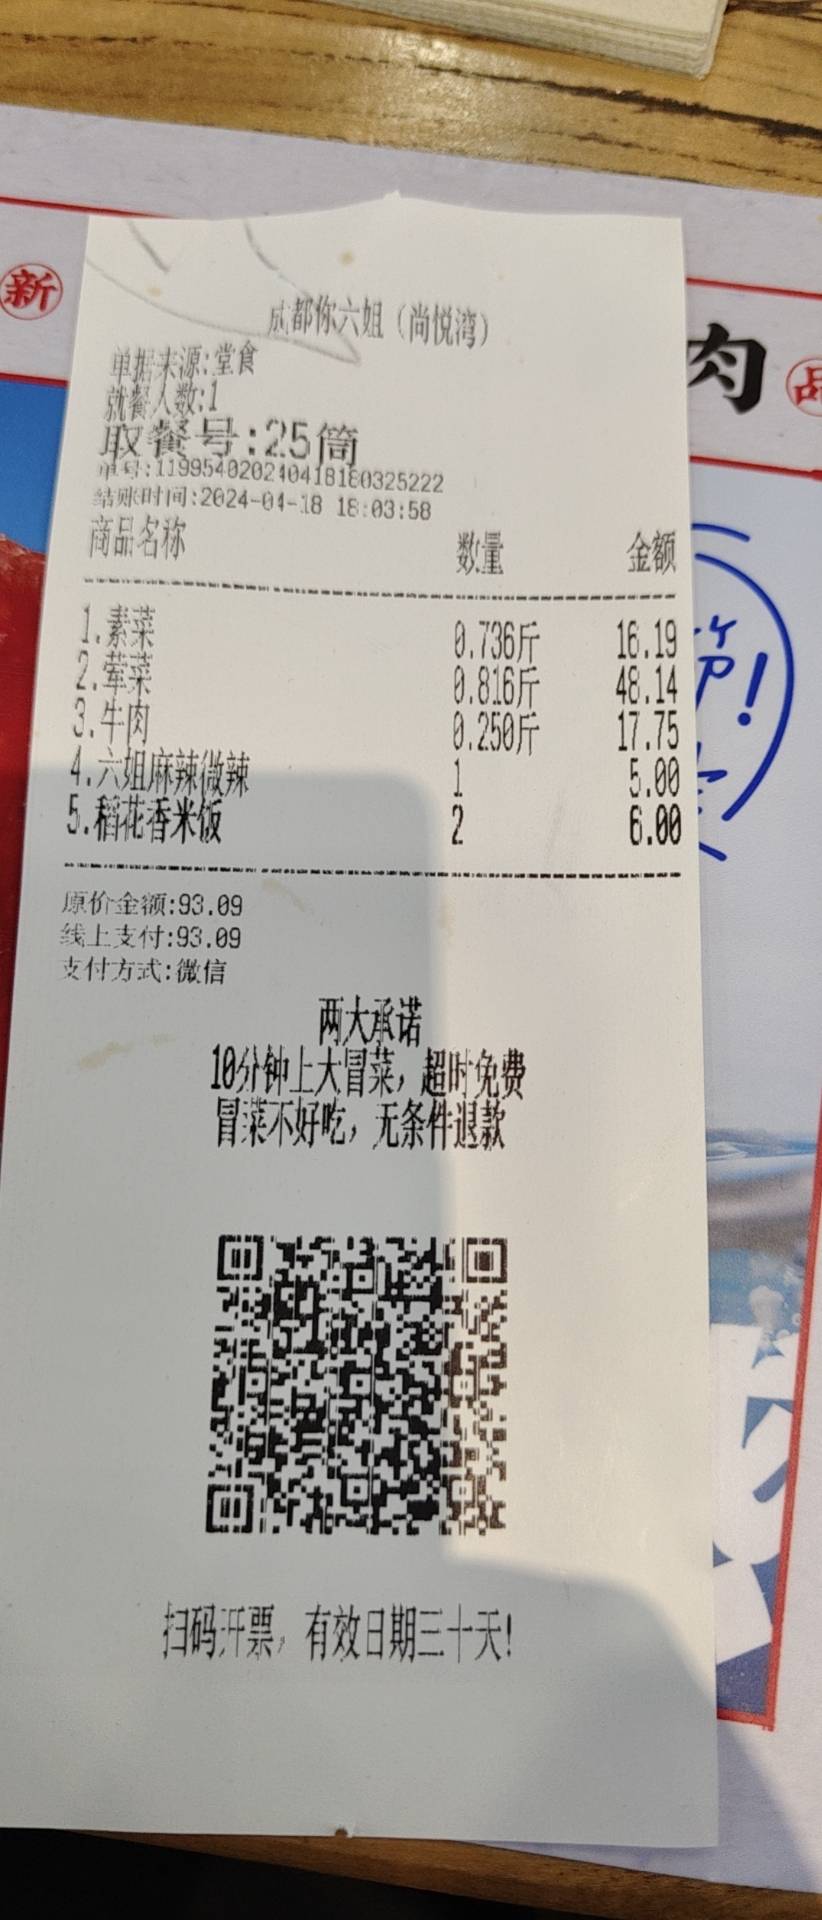 新
肉
品
节!
成都你六姐（尚悦湾）
单据来源:堂食
就餐人数:1
取餐号:25筒
单号:119954020240418180325222
结账时间:2024-04-18 18:03:58
商品名称 数量 金额
1.素菜 0.736斤 16.19
2.荤菜 0.816斤 48.14
3.牛肉 0.250斤 17.75
4.六姐麻辣微辣 1 5.00
5.稻花香米饭 2 6.00
原价金额:93.09
线上支付:93.09
支付方式:微信
两大承诺
10分钟上大冒菜，超时免费
冒菜不好吃，无条件退款
扫码开票，有效日期三十天!